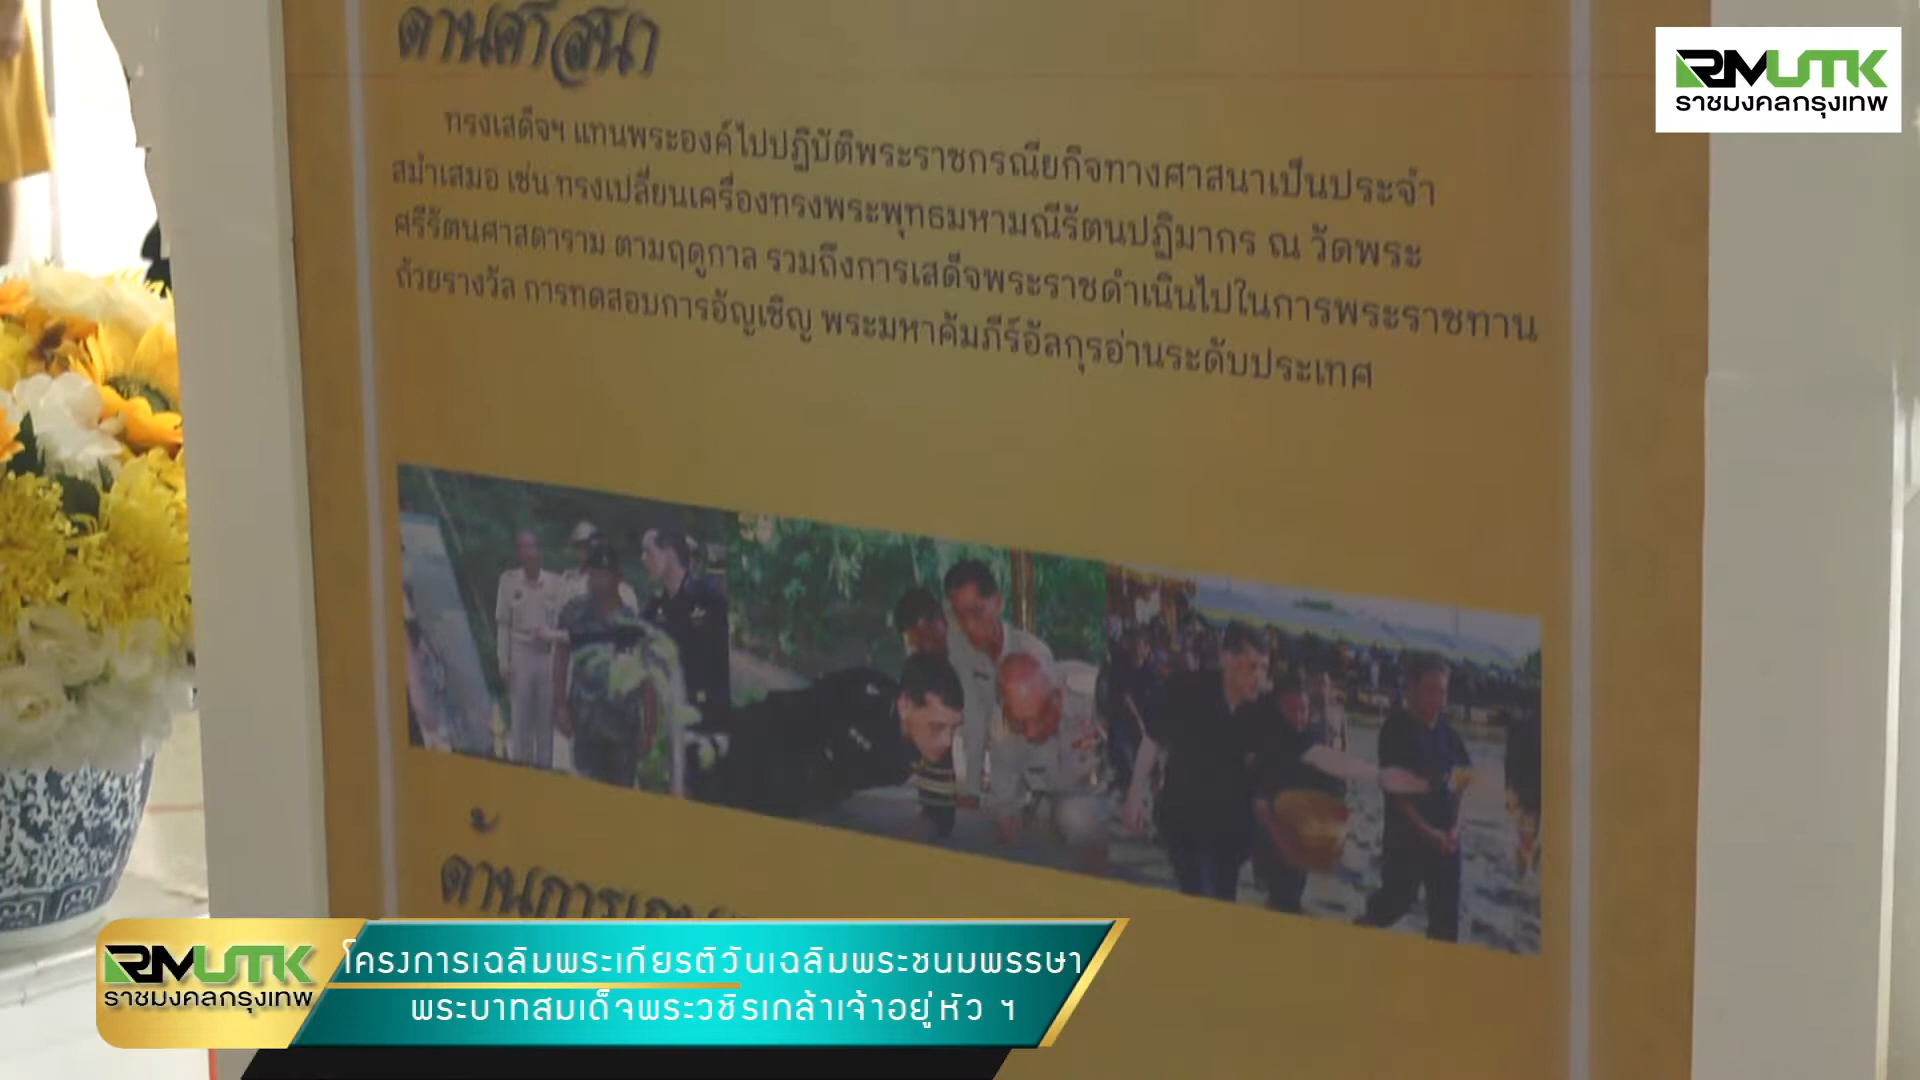 ด้านศาสนา
RMUTK
ราชมงคลกรุงเทพ
ทรงเสด็จฯ แทนพระองค์ไปปฏิบัติพระราชกรณียกิจทางศาสนาเป็นประจำ
สม่ำเสมอ เช่น ทรงเปลี่ยนเครื่องทรงพระพุทธมหามณีรัตนปฏิมากร ณ วัดพระ
ศรีรัตนศาสดาราม ตามฤดูกาล รวมถึงการเสด็จพระราชดำเนินไปในการพระราชทาน
ถ้วยรางวัล การทดสอบการอัญเชิญ พระมหาคัมภีร์อัลกุรอ่านระดับประเทศ
RMUTK
ราชมงคลกรุงเทพ
โครงการเฉลิมพระเกียรติวันเฉลิมพระชนมพรรษา
พระบาทสมเด็จพระวชิรเกล้าเจ้าอยู่หัว ฯ